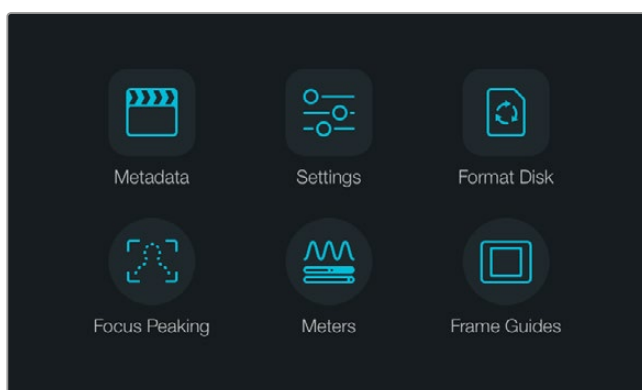 Metadata
Settings
Format Disk
Focus Peaking
Meters
Frame Guides